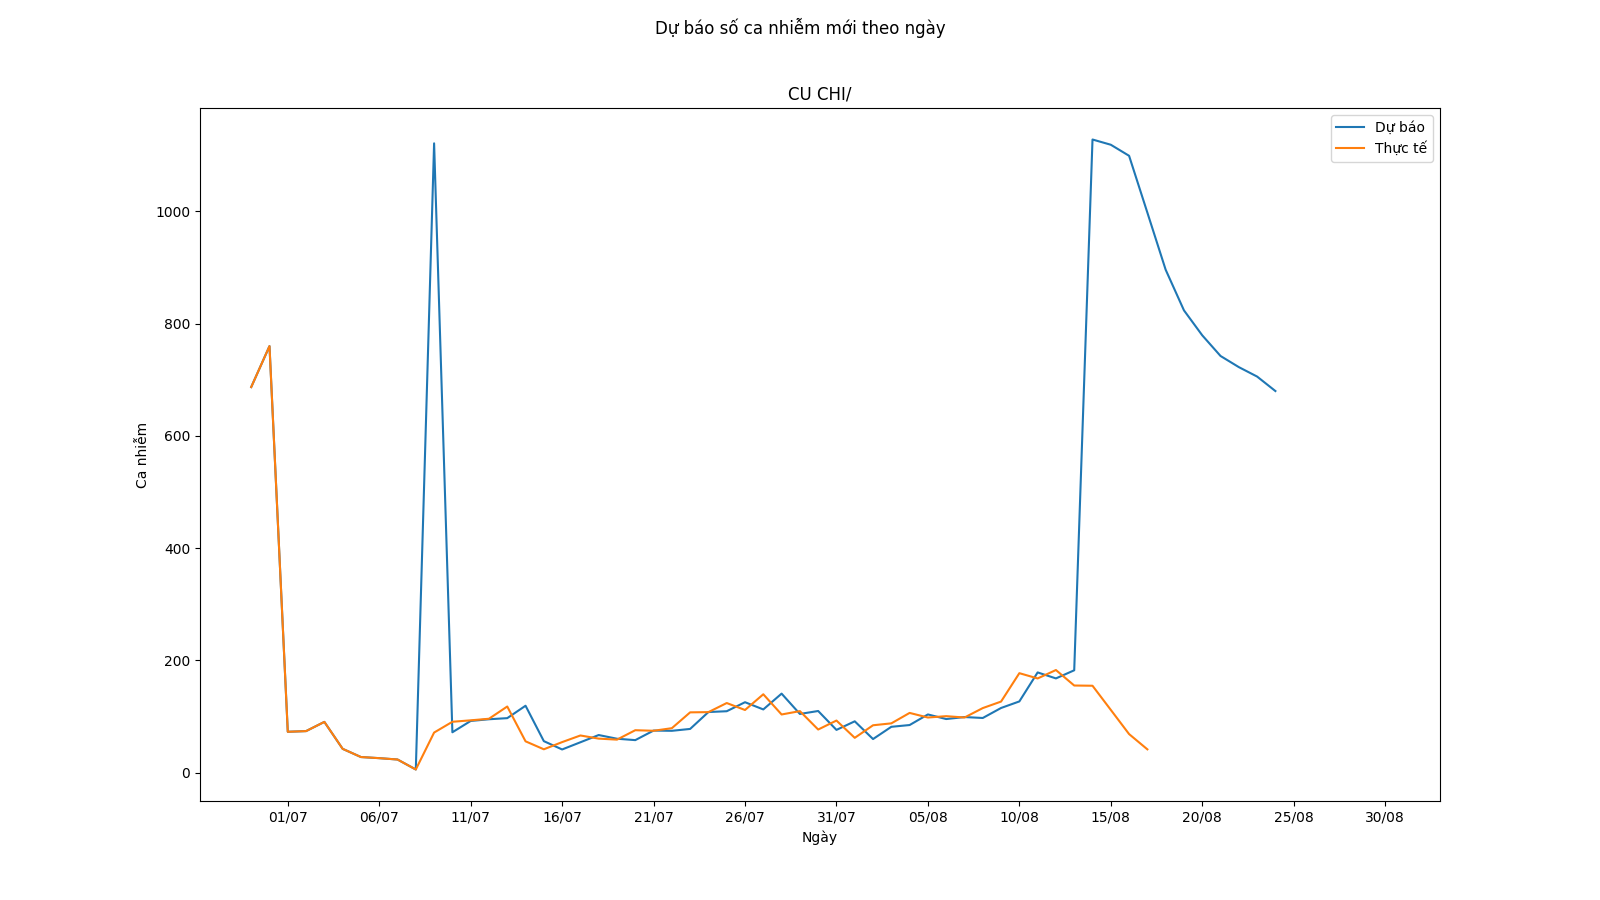 Dự báo số ca nhiễm mới theo ngày
CU CHI/
Dự báo
Thực tế
1000
800
600
400
200
0
Ca nhiễm
01/07 06/07 11/07 16/07 21/07 26/07 31/07 05/08 10/08 15/08 20/08 25/08 30/08
Ngày